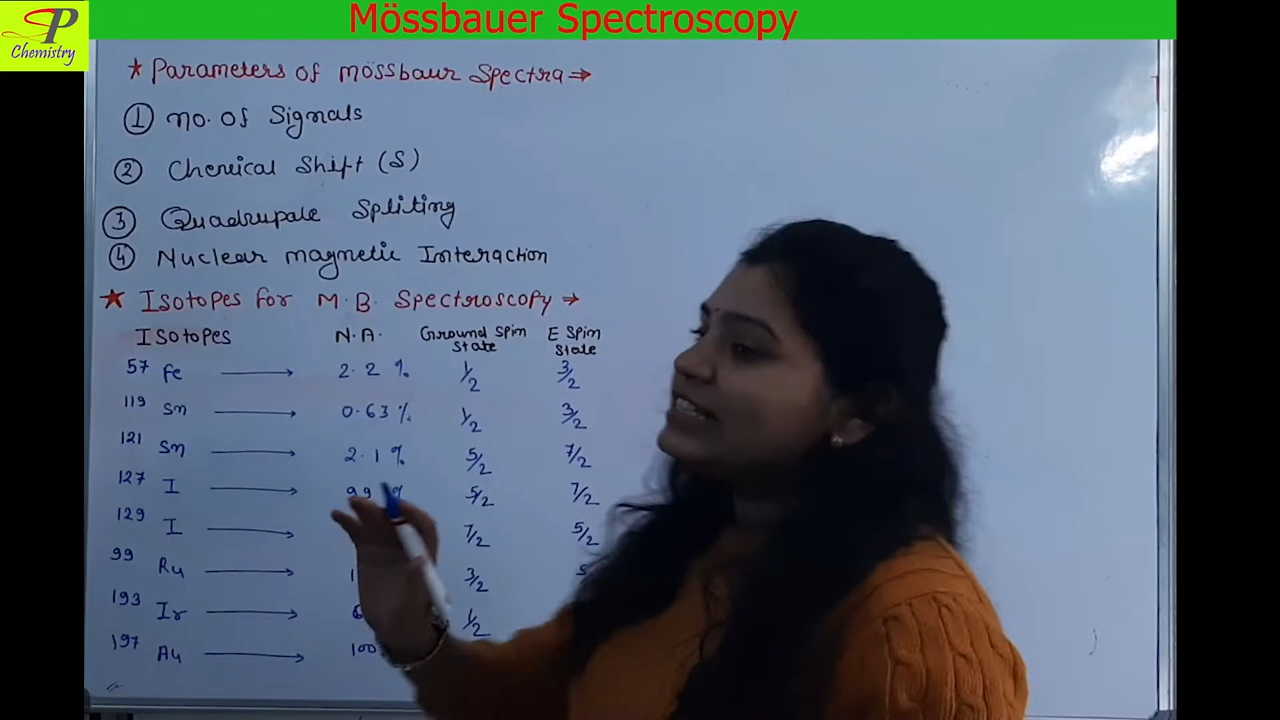 P
Chemistry
Mössbauer Spectroscopy
★ Parameters of mössbaur Spectra ⇒
① no. of Signals
② Chemical Shift (S)
③ Quadrupale Spliting
④ Nuclear magnetic Interaction
★ Isotopes for M.B. Spectroscopy ⇒
Isotopes N.A. Ground Spin State E Spin State
57 Fe → 2.2 % 1/2 3/2
119 Sn → 0.63 % 1/2 3/2
121 Sn → 2.1 % 5/2 7/2
127 I → 5/2 7/2
129 I → 7/2 5/2
99 Ru → 3/2
193 Ir → 1/2
197 Au → 100